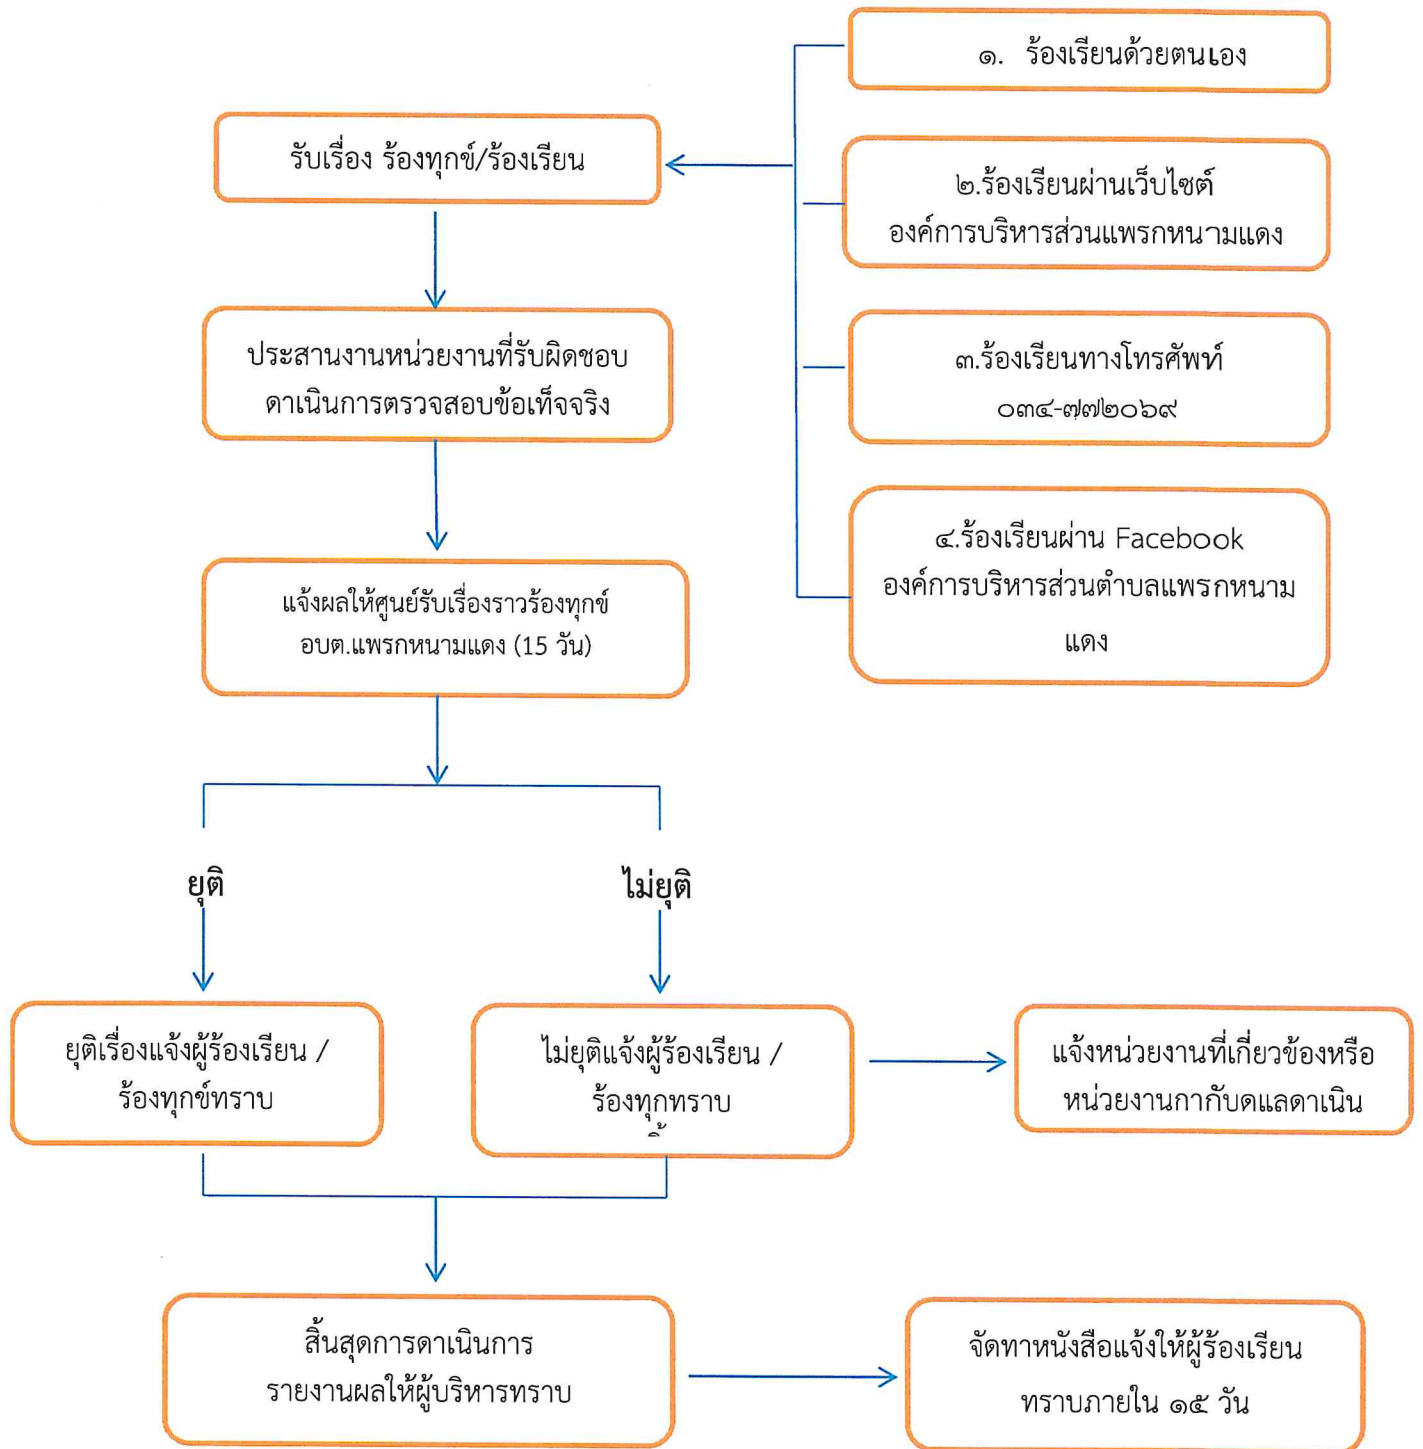 ๑. ร้องเรียนด้วยตนเอง
รับเรื่อง ร้องทุกข์/ร้องเรียน
๒.ร้องเรียนผ่านเว็บไซต์
องค์การบริหารส่วนแพรกหนามแดง
ประสานงานหน่วยงานที่รับผิดชอบ
ดาเนินการตรวจสอบข้อเท็จจริง
๓.ร้องเรียนทางโทรศัพท์
๐๓๔-๗๗๒๐๖๙
๔.ร้องเรียนผ่าน Facebook
องค์การบริหารส่วนตำบลแพรกหนาม
แดง
แจ้งผลให้ศูนย์รับเรื่องราวร้องทุกข์
อบต.แพรกหนามแดง (15 วัน)
ยุติ
ไม่ยุติ
ยุติเรื่องแจ้งผู้ร้องเรียน /
ร้องทุกข์ทราบ
ไม่ยุติแจ้งผู้ร้องเรียน /
ร้องทุกทราบ
แจ้งหน่วยงานที่เกี่ยวข้องหรือ
หน่วยงานกากับดแลดาเนิน
สิ้นสุดการดาเนินการ
รายงานผลให้ผู้บริหารทราบ
จัดทาหนังสือแจ้งให้ผู้ร้องเรียน
ทราบภายใน ๑๕ วัน